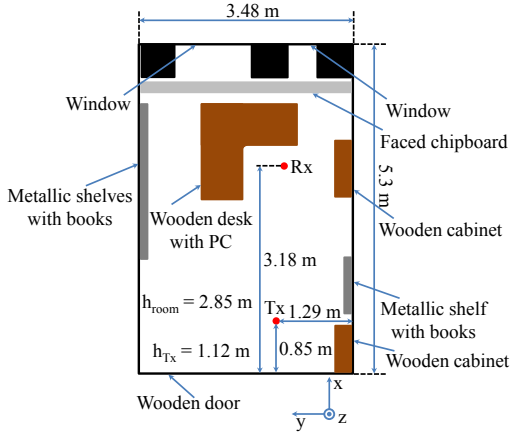 3.48 m
Window
Window
Faced chipboard
Rx
5.3 m
Metallic shelves
with books
Wooden desk
with PC
Wooden cabinet
3.18 m
h_room = 2.85 m
Tx
1.29 m
Metallic shelf
with books
h_Tx = 1.12 m
0.85 m
Wooden cabinet
Wooden door
x
y
z